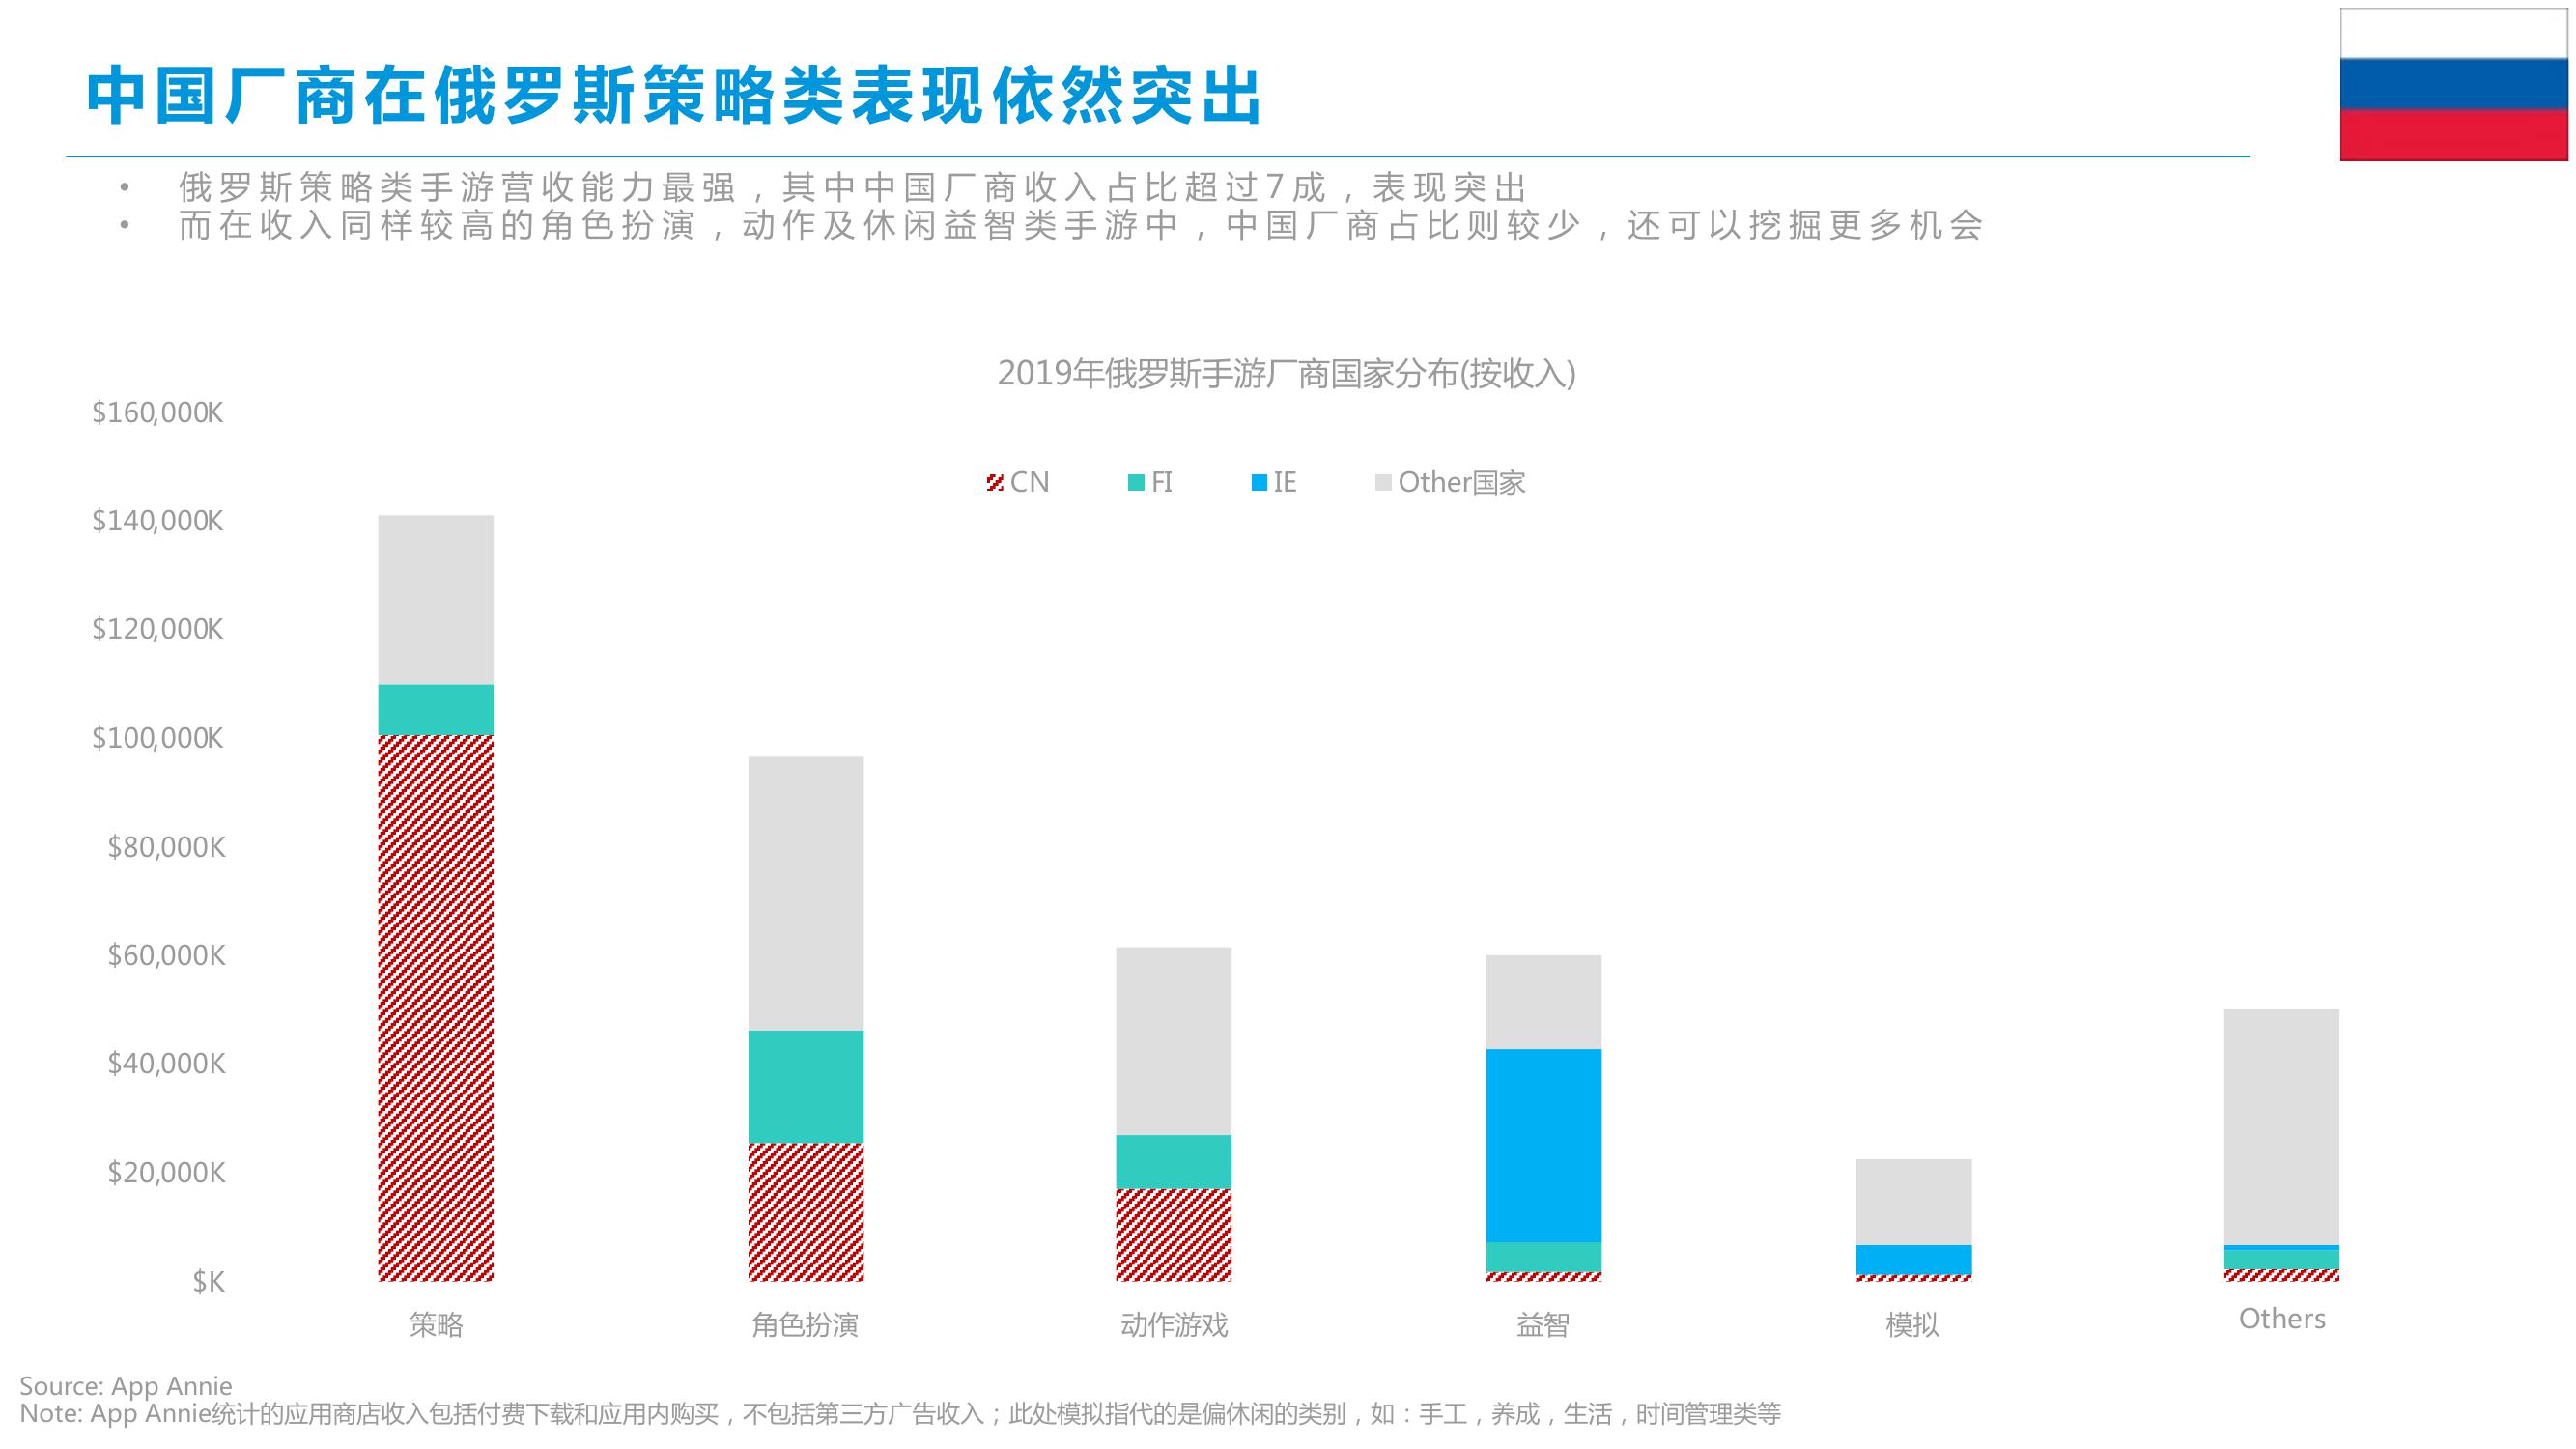 中国厂商在俄罗斯策略类表现依然突出
• 俄罗斯策略类手游营收能力最强，其中中国厂商收入占比超过7成，表现突出
• 而在收入同样较高的角色扮演，动作及休闲益智类手游中，中国厂商占比则较少，还可以挖掘更多机会
2019年俄罗斯手游厂商国家分布(按收入)
CN FI IE Other国家
$160,000K
$140,000K
$120,000K
$100,000K
$80,000K
$60,000K
$40,000K
$20,000K
$K
策略 角色扮演 动作游戏 益智 模拟 Others
Source: App Annie
Note: App Annie统计的应用商店收入包括付费下载和应用内购买，不包括第三方广告收入；此处模拟指代的是偏休闲的类别，如：手工，养成，生活，时间管理类等